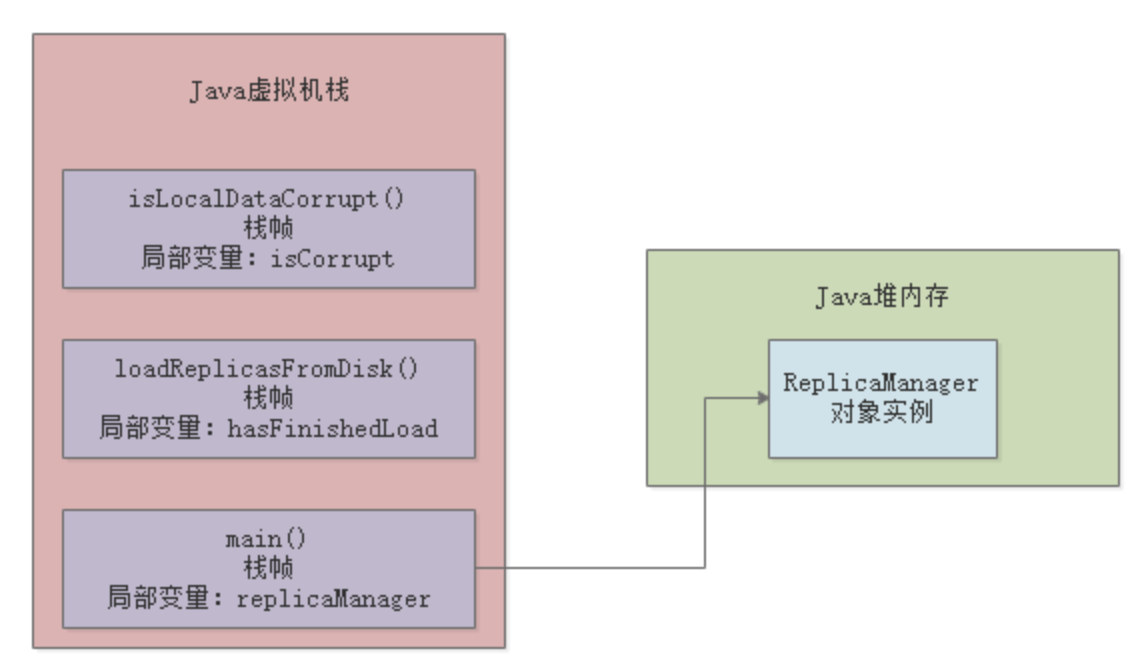 Java虚拟机栈
isLocalDataCorrupt()
栈帧
局部变量：isCorrupt
loadReplicasFromDisk()
栈帧
局部变量：hasFinishedLoad
main()
栈帧
局部变量：replicaManager
Java堆内存
ReplicaManager
对象实例